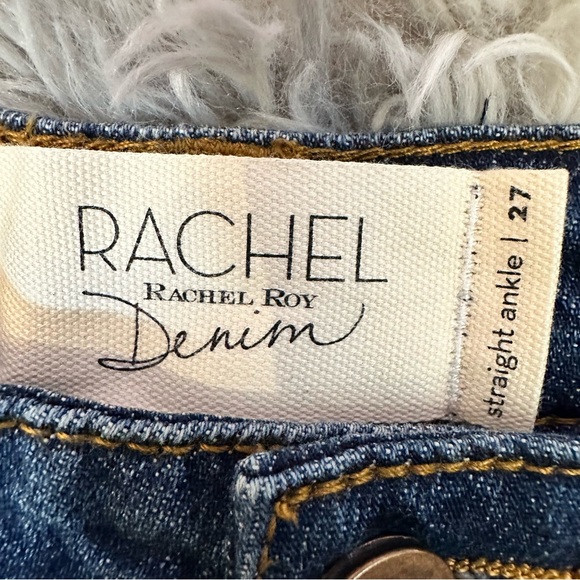 RACHEL
RACHEL ROY
Denim
straight ankle | 27